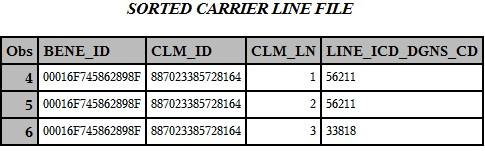 SORTED CARRIER LINE FILE
Obs BENE_ID CLM_ID CLM_LN LINE_ICD_DGNS_CD
4 00016F745862898F 887023385728164 1 56211
5 00016F745862898F 887023385728164 2 56211
6 00016F745862898F 887023385728164 3 33818